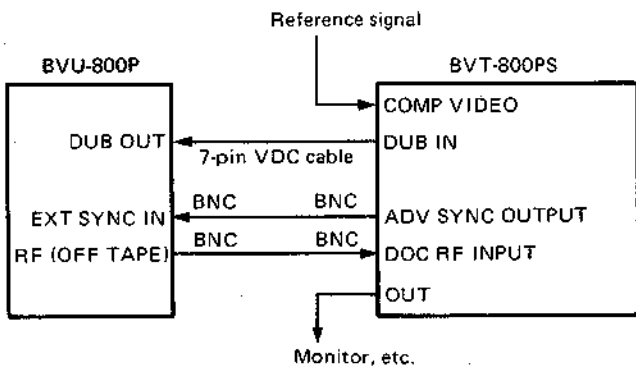 Reference signal
BVU-800P
BVT-800PS
COMP VIDEO
DUB OUT
DUB IN
7-pin VDC cable
BNC
BNC
EXT SYNC IN
ADV SYNC OUTPUT
BNC
BNC
RF (OFF TAPE)
DOC RF INPUT
OUT
Monitor, etc.